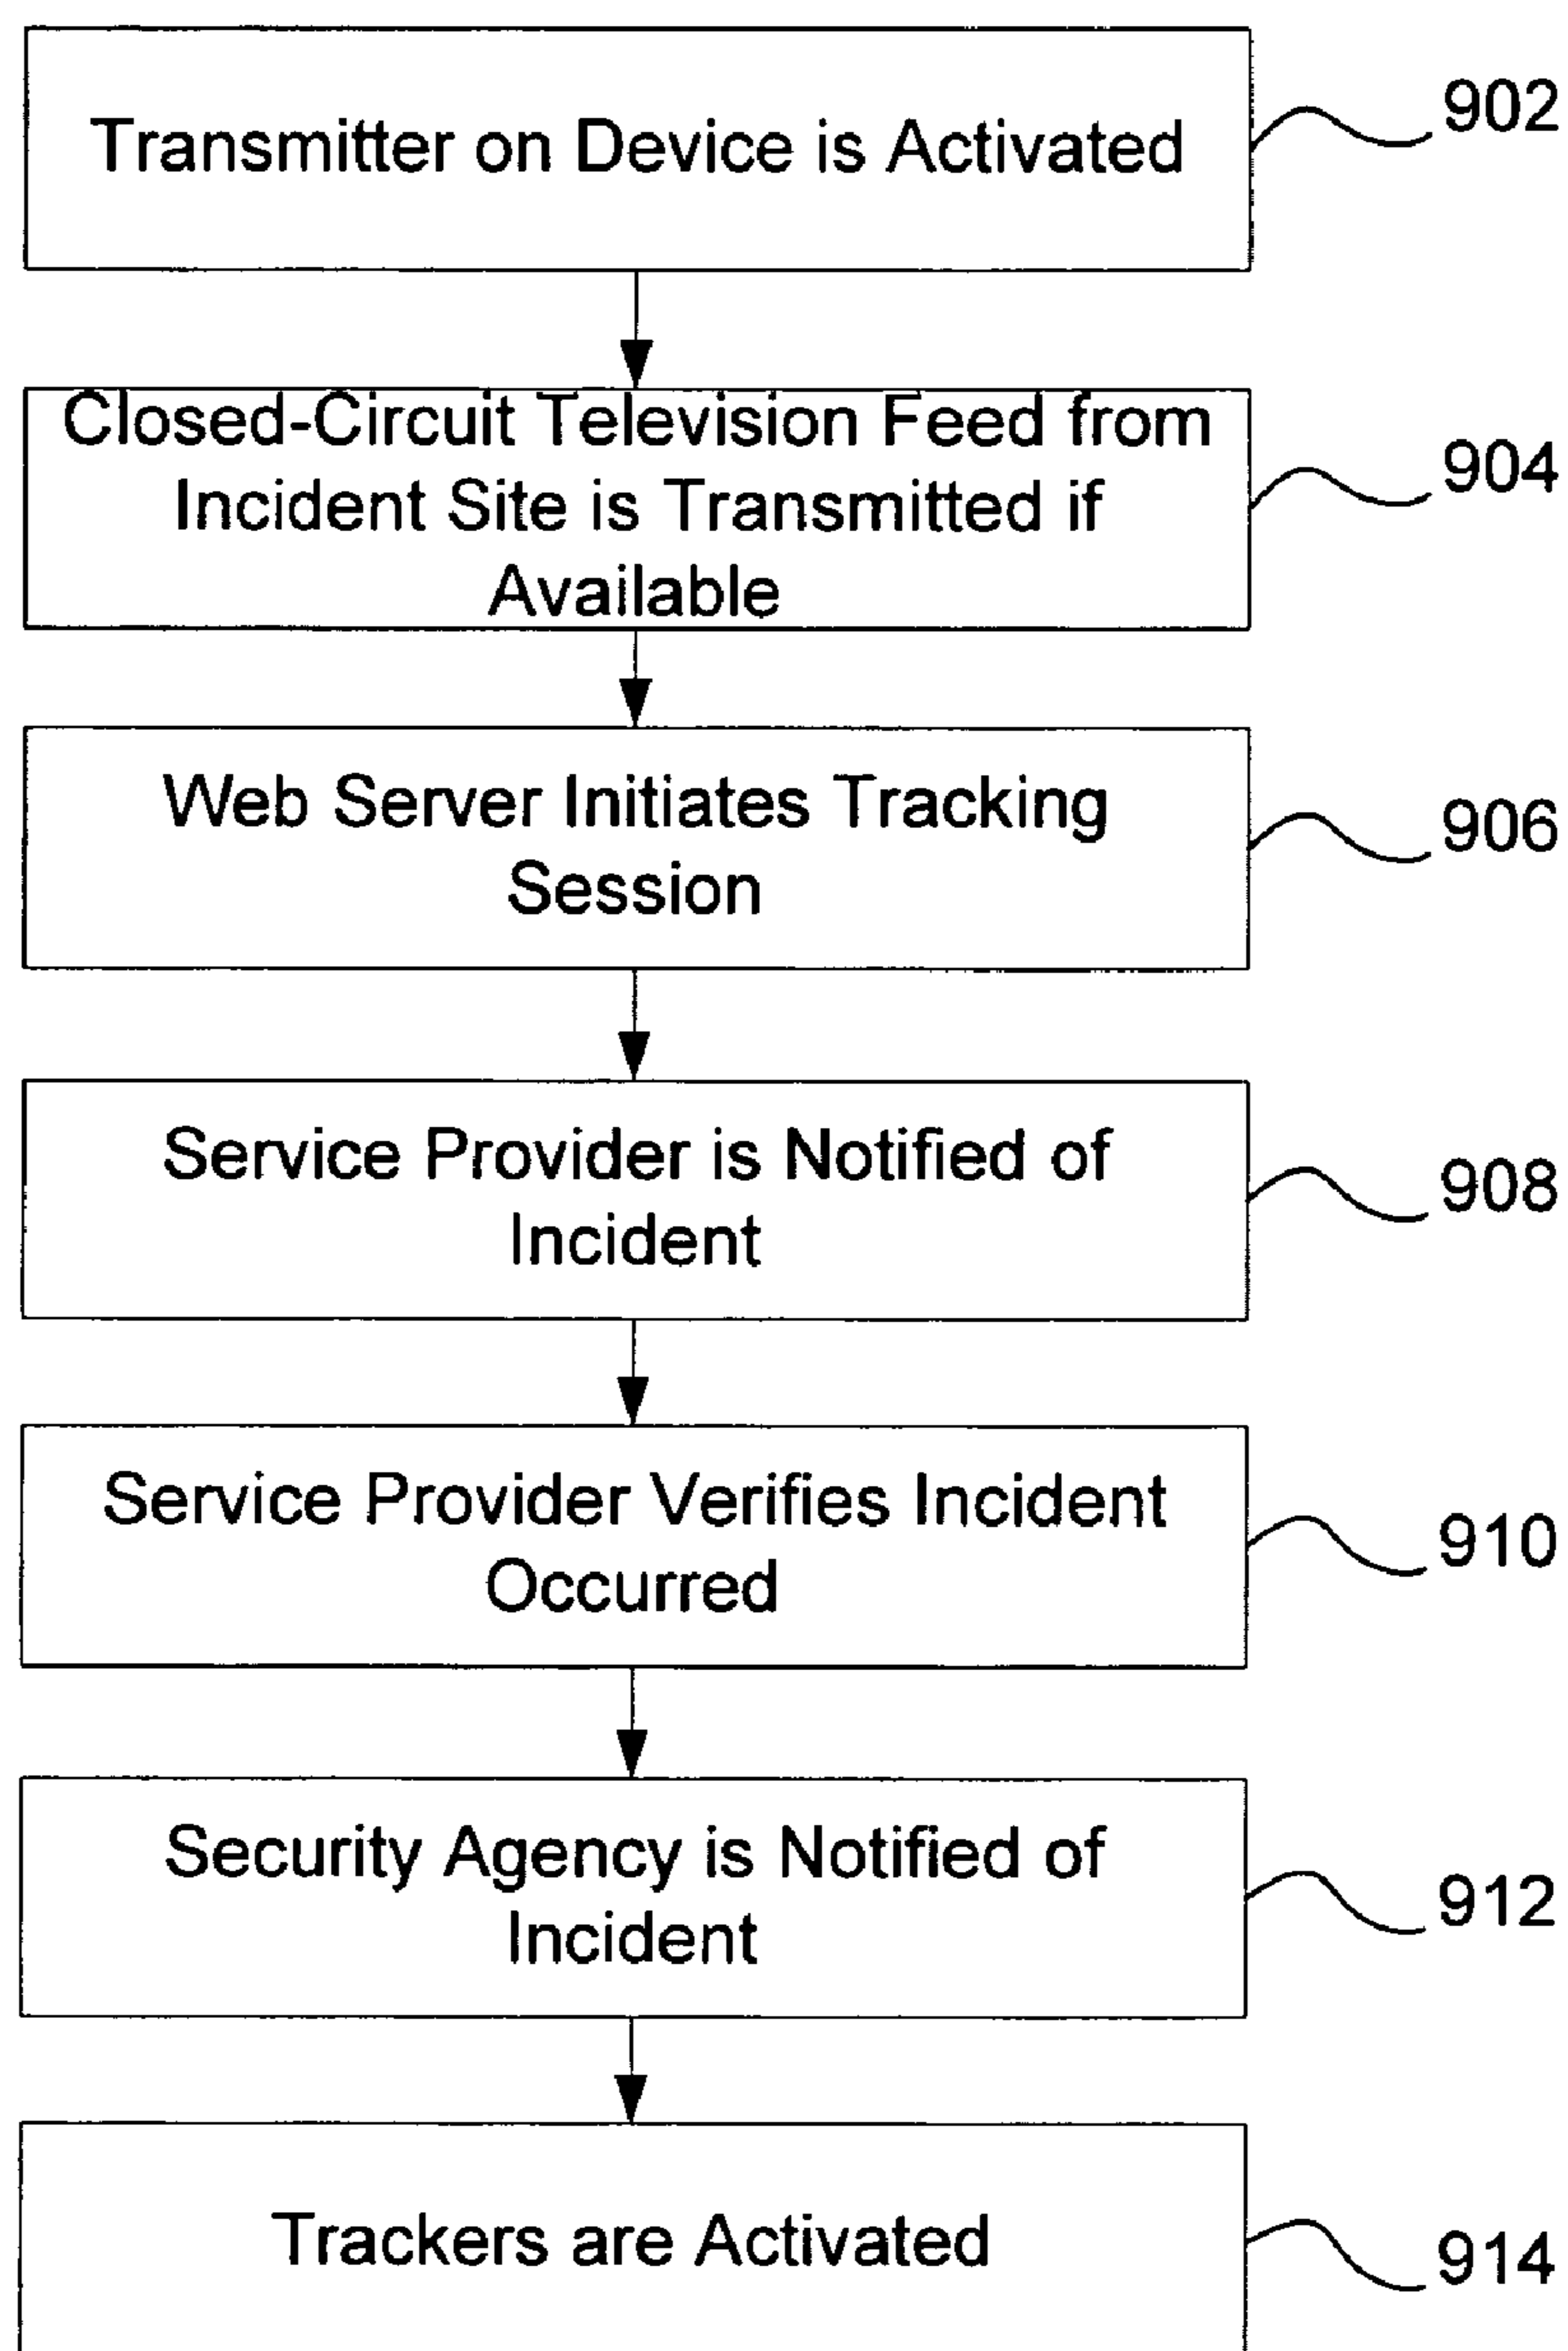 Transmitter on Device is Activated
902
Closed-Circuit Television Feed from
Incident Site is Transmitted if
Available
904
Web Server Initiates Tracking
Session
906
Service Provider is Notified of
Incident
908
Service Provider Verifies Incident
Occurred
910
Security Agency is Notified of
Incident
912
Trackers are Activated
914